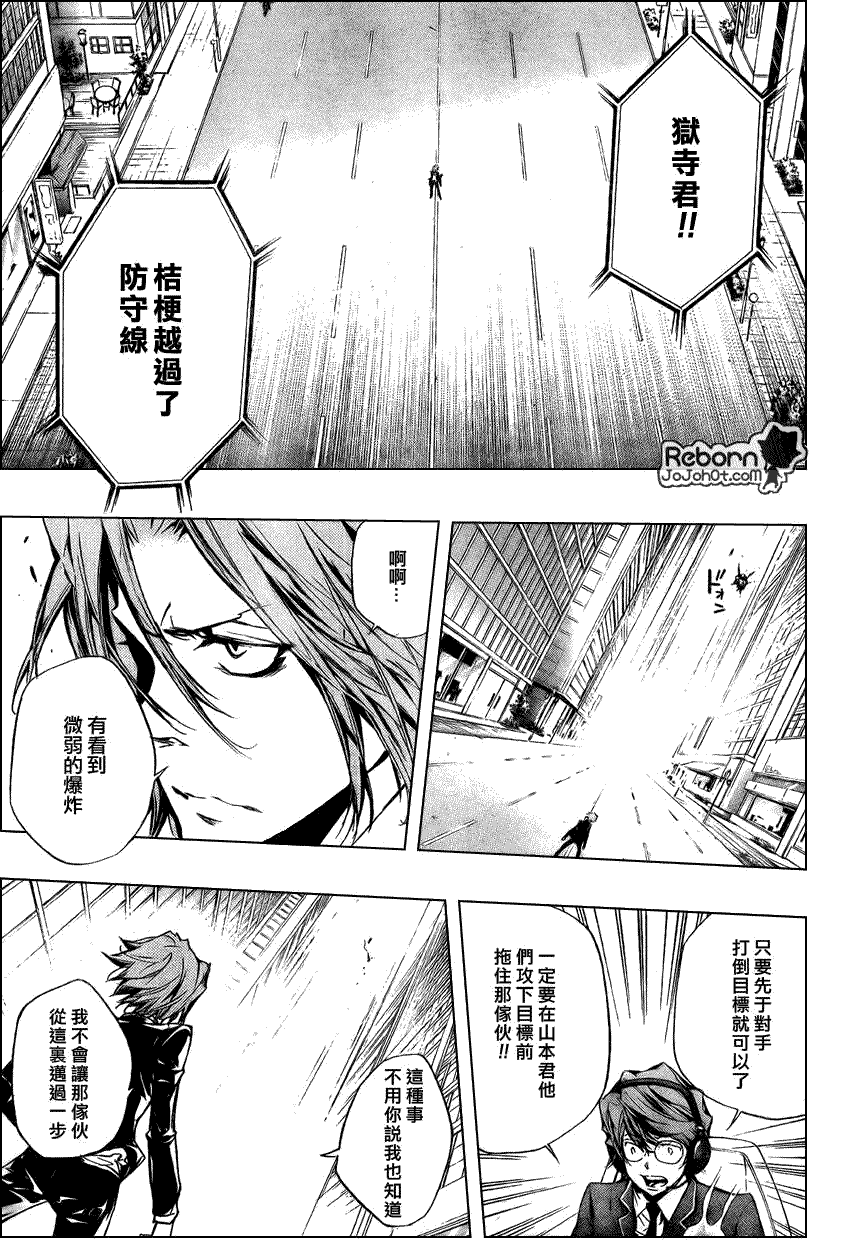 獄寺君!!
桔梗越過了
防守線
Reborn
JoJohOt.com
ドォン
啊啊…
有看到
微弱的爆炸
只要先于對手
打倒目標就可以了
一定要在山本君他
們攻下目標前
拖住那傢伙!!
這種事
不用你説我也知道
我不會讓那傢伙
從這裏邁過一步